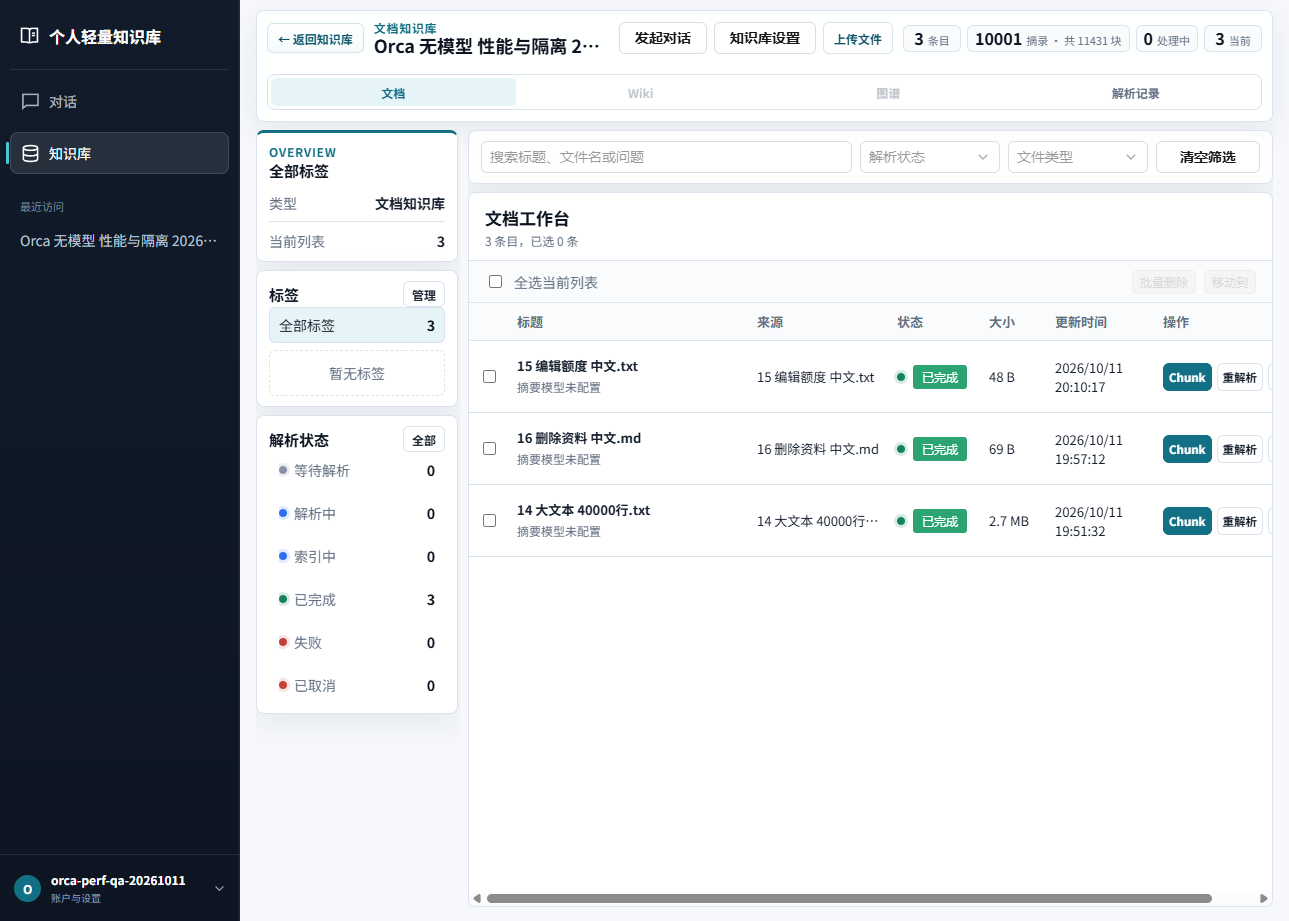 个人轻量知识库
对话
知识库
最近访问
Orca 无模型 性能与隔离 2026…
orca-perf-qa-20261011
账户与设置
O
← 返回知识库
文档知识库
Orca 无模型 性能与隔离 2…
发起对话
知识库设置
上传文件
3 条目
10001 摘录 · 共 11431 块
0 处理中
3 当前
文档
Wiki
图谱
解析记录
OVERVIEW
全部标签
类型 文档知识库
当前列表 3
标签 管理
全部标签 3
暂无标签
解析状态 全部
等待解析 0
解析中 0
索引中 0
已完成 3
失败 0
已取消 0
搜索标题、文件名或问题
解析状态
文件类型
清空筛选
文档工作台
3 条目，已选 0 条
全选当前列表
批量删除
移动到
标题 来源 状态 大小 更新时间 操作
15 编辑额度 中文.txt
摘要模型未配置
15 编辑额度 中文.txt 已完成 48 B
2026/10/11
20:10:17
Chunk 重解析
16 删除资料 中文.md
摘要模型未配置
16 删除资料 中文.md 已完成 69 B
2026/10/11
19:57:12
Chunk 重解析
14 大文本 40000行.txt
摘要模型未配置
14 大文本 40000行… 已完成 2.7 MB
2026/10/11
19:51:32
Chunk 重解析